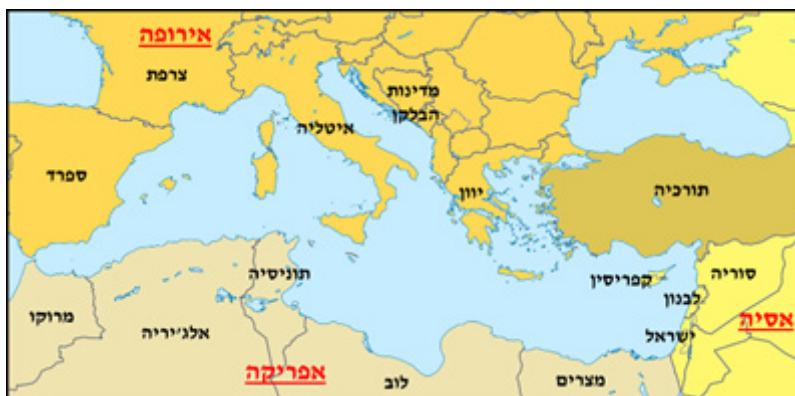 אירופה
צרפת
מדינות
הבלקן
איטליה
ספרד
יוון
תורכיה
תוניסיה
קפריסין
סוריה
לבנון
מרוקו
אלג'יריה
ישראל
אסיה
אפריקה
לוב
מצרים